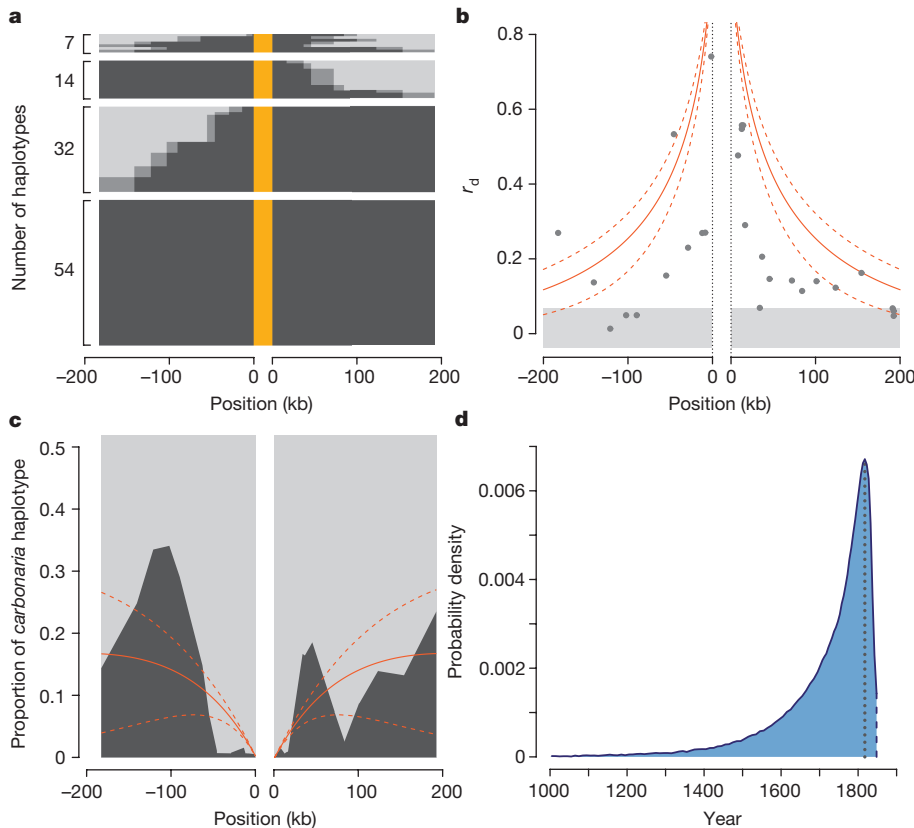 a
Number of haplotypes
7
14
32
54
−200 −100 0 0 100 200
Position (kb)
b
r_d
0.8
0.6
0.4
0.2
0
−200 −100 0 0 100 200
Position (kb)
c
Proportion of carbonaria haplotype
0.5
0.4
0.3
0.2
0.1
0
−200 −100 0 0 100 200
Position (kb)
d
Probability density
0.006
0.004
0.002
0
1000 1200 1400 1600 1800
Year